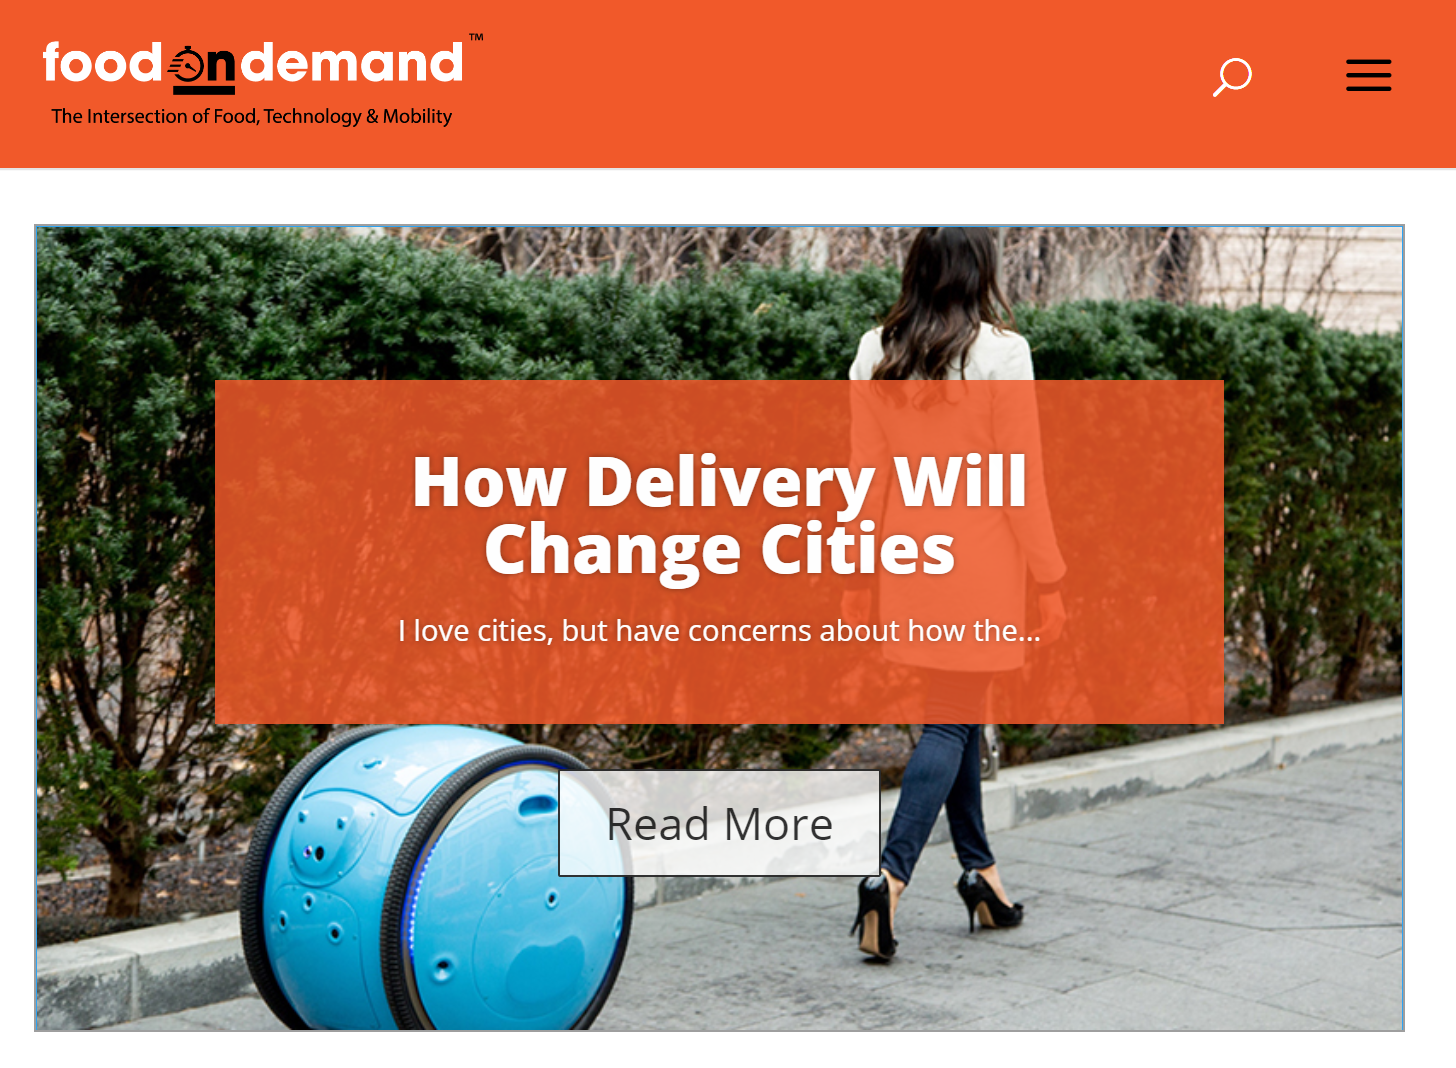 foodondemand™
The Intersection of Food, Technology & Mobility
How Delivery Will
Change Cities
I love cities, but have concerns about how the...
Read More